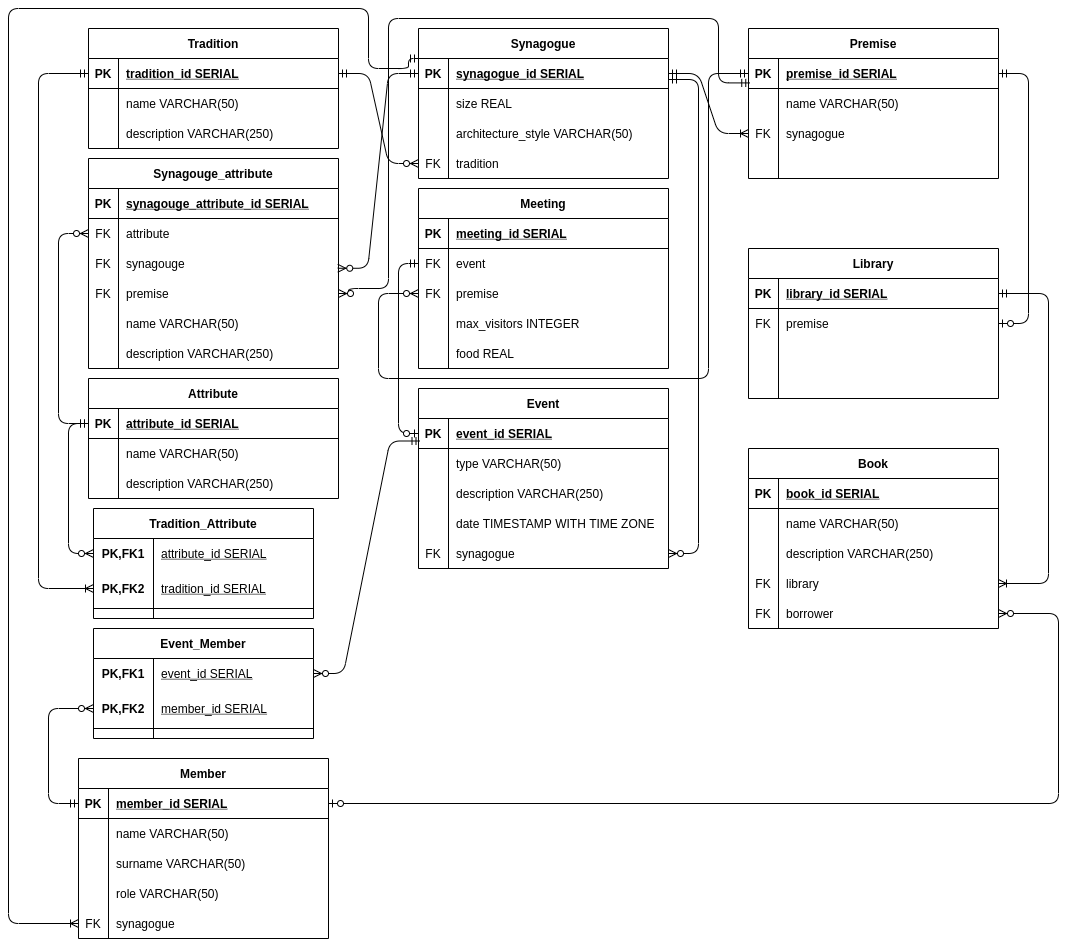 Tradition
PK tradition_id SERIAL
name VARCHAR(50)
description VARCHAR(250)
Synagouge_attribute
PK synagouge_attribute_id SERIAL
FK attribute
FK synagouge
FK premise
name VARCHAR(50)
description VARCHAR(250)
Attribute
PK attribute_id SERIAL
name VARCHAR(50)
description VARCHAR(250)
Tradition_Attribute
PK,FK1 attribute_id SERIAL
PK,FK2 tradition_id SERIAL
Event_Member
PK,FK1 event_id SERIAL
PK,FK2 member_id SERIAL
Member
PK member_id SERIAL
name VARCHAR(50)
surname VARCHAR(50)
role VARCHAR(50)
FK synagogue
Synagogue
PK synagogue_id SERIAL
size REAL
architecture_style VARCHAR(50)
FK tradition
Meeting
PK meeting_id SERIAL
FK event
FK premise
max_visitors INTEGER
food REAL
Event
PK event_id SERIAL
type VARCHAR(50)
description VARCHAR(250)
date TIMESTAMP WITH TIME ZONE
FK synagogue
Premise
PK premise_id SERIAL
name VARCHAR(50)
FK synagogue
Library
PK library_id SERIAL
FK premise
Book
PK book_id SERIAL
name VARCHAR(50)
description VARCHAR(250)
FK library
FK borrower